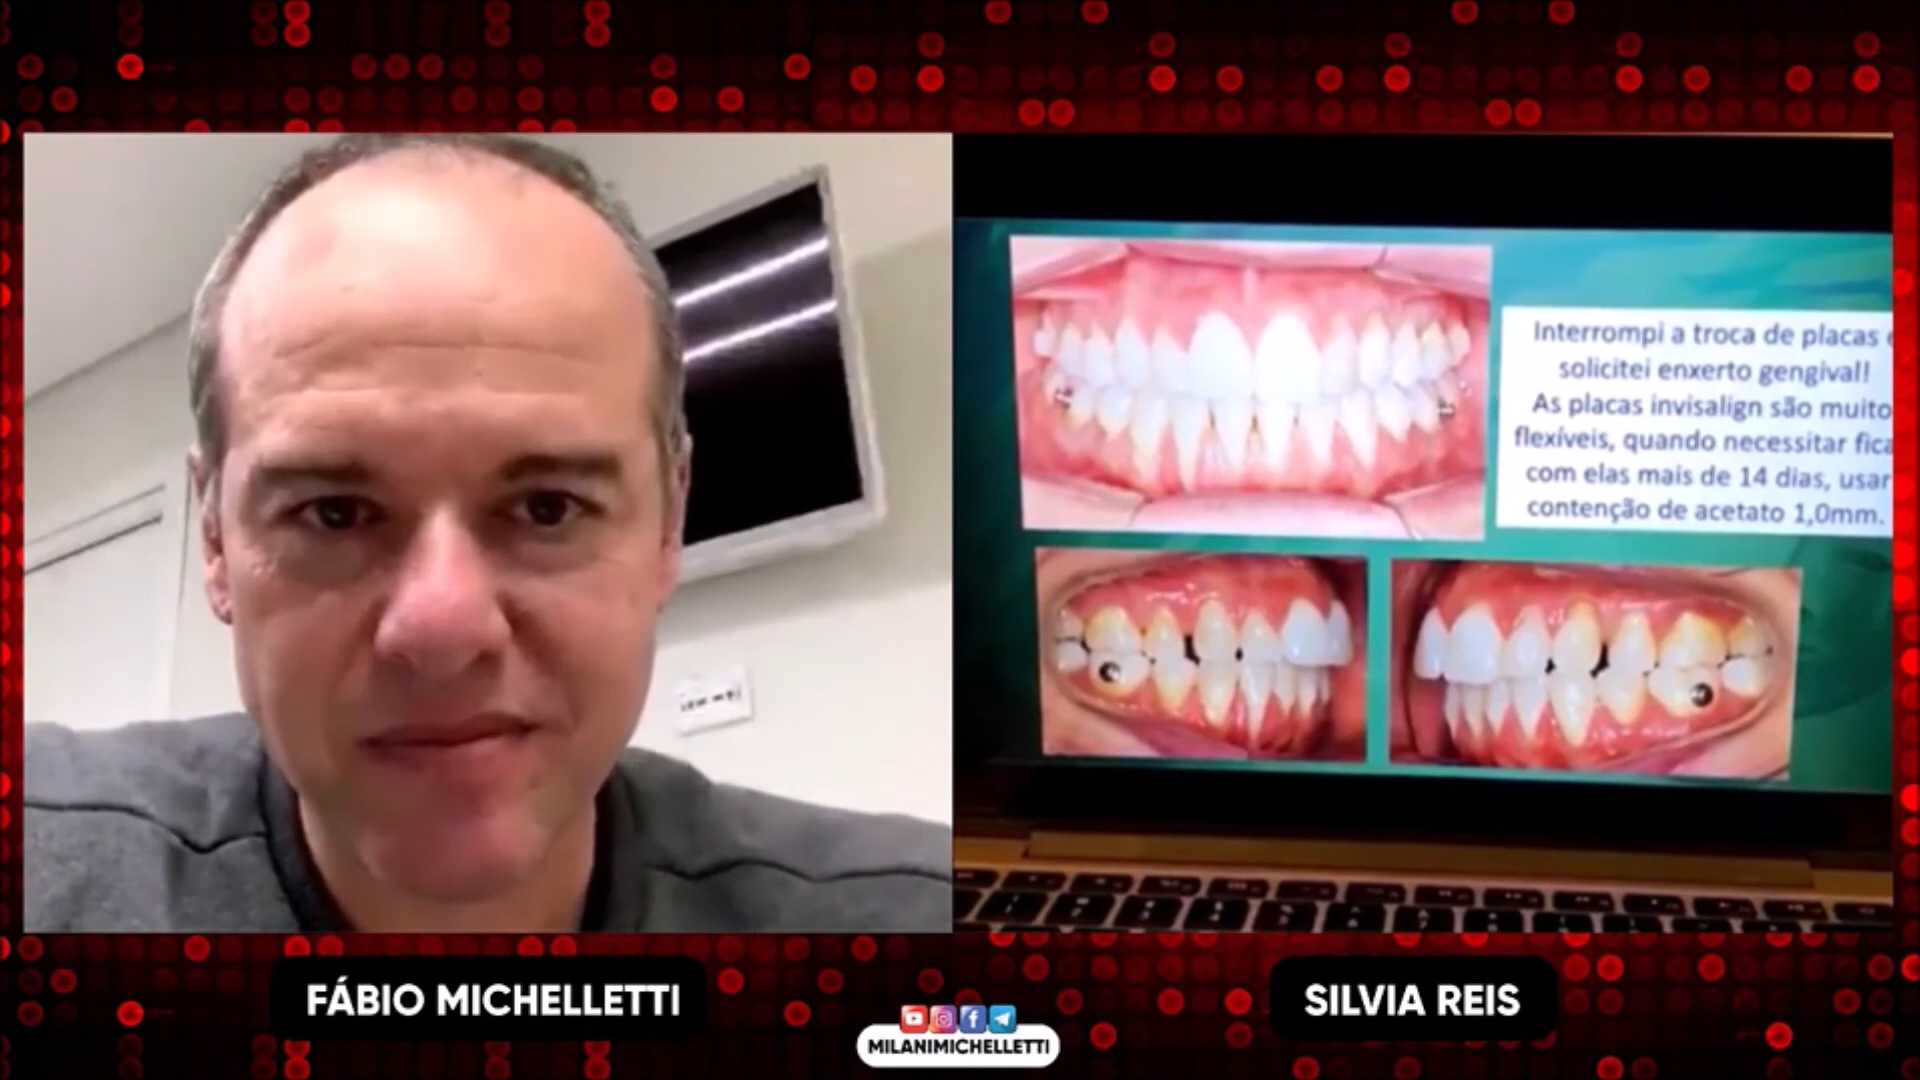 Interrompi a troca de placas e
solicitei enxerto gengival!
As placas invisalign são muito
flexíveis, quando necessitar fica
com elas mais de 14 dias, usar
contenção de acetato 1,0mm.
FÁBIO MICHELLETTI
SILVIA REIS
MILANIMICHELLETTI